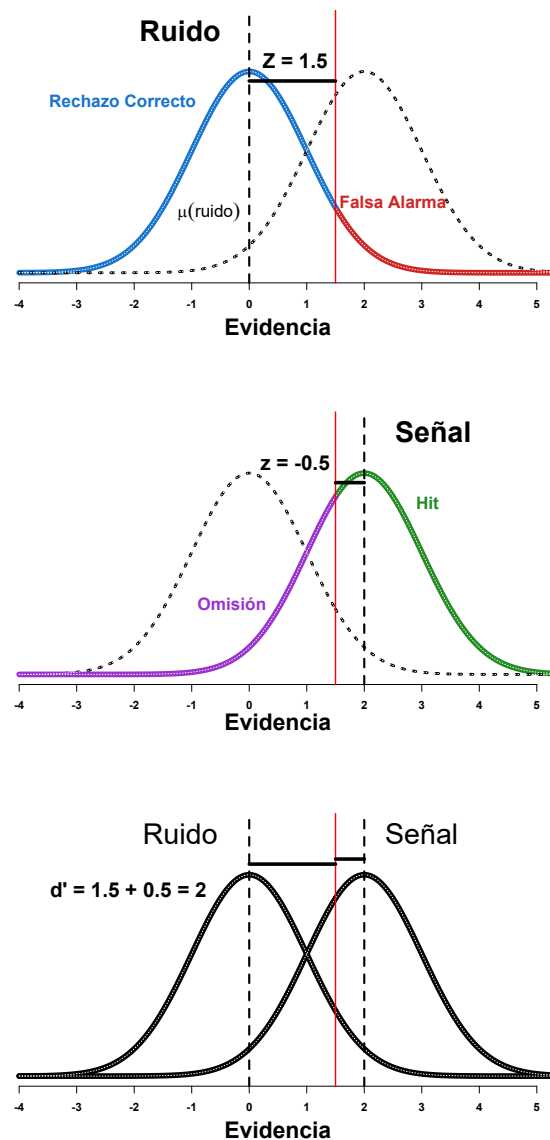 Ruido
Z = 1.5
Rechazo Correcto
μ(ruido)
Falsa Alarma
-4 -3 -2 -1 0 1 2 3 4 5
Evidencia
Señal
z = -0.5
Hit
Omisión
-4 -3 -2 -1 0 1 2 3 4 5
Evidencia
Ruido Señal
d' = 1.5 + 0.5 = 2
-4 -3 -2 -1 0 1 2 3 4 5
Evidencia